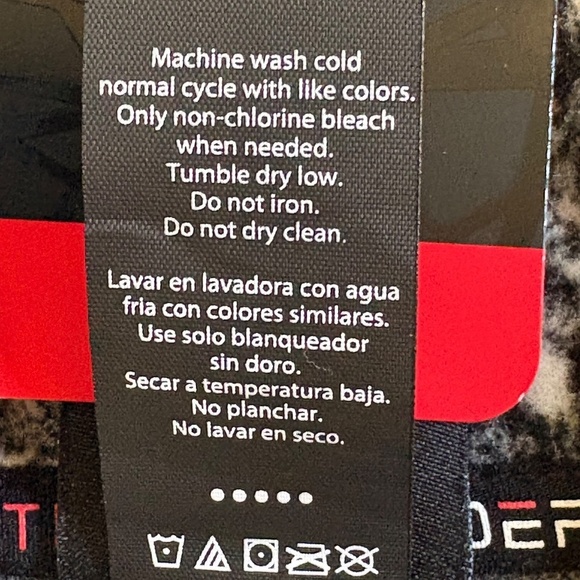 Machine wash cold
normal cycle with like colors.
Only non-chlorine bleach
when needed.
Tumble dry low.
Do not iron.
Do not dry clean.
Lavar en lavadora con agua
fria con colores similares.
Use solo blanqueador
sin doro.
Secar a temperatura baja.
No planchar.
No lavar en seco.